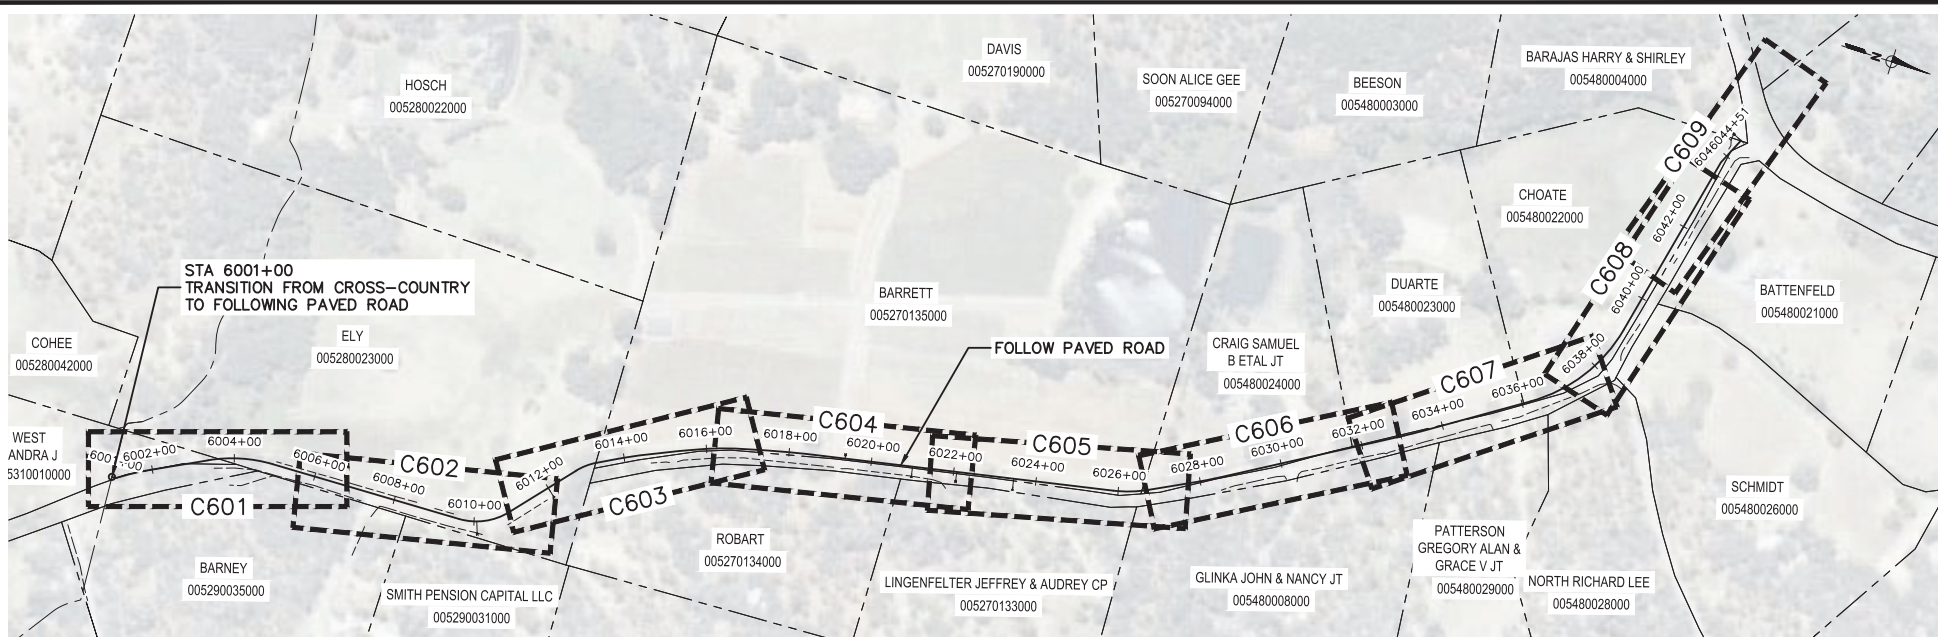 DAVIS
005270190000
HOSCH
005280022000
SOON ALICE GEE
005270094000
BEESON
005480003000
BARAJAS HARRY & SHIRLEY
005480004000
N
CHOATE
005480022000
STA 6001+00
TRANSITION FROM CROSS-COUNTRY
TO FOLLOWING PAVED ROAD
COHEE
005280042000
ELY
005280023000
BARRETT
005270135000
FOLLOW PAVED ROAD
CRAIG SAMUEL
B ETAL JT
005480024000
DUARTE
005480023000
BATTENFELD
005480021000
WEST
ANDRA J
5310010000
6002+00
6004+00
6006+00
6008+00
6010+00
6012+00
6014+00
6016+00
6018+00
6020+00
6022+00
6024+00
6026+00
6028+00
6030+00
6032+00
6034+00
6036+00
6038+00
6040+00
6042+00
6044+51
C601
C602
C603
C604
C605
C606
C607
C608
C609
BARNEY
005290035000
SMITH PENSION CAPITAL LLC
005290031000
ROBART
005270134000
LINGENFELTER JEFFREY & AUDREY CP
005270133000
GLINKA JOHN & NANCY JT
005480008000
PATTERSON
GREGORY ALAN &
GRACE V JT
005480029000
NORTH RICHARD LEE
005480028000
SCHMIDT
005480026000